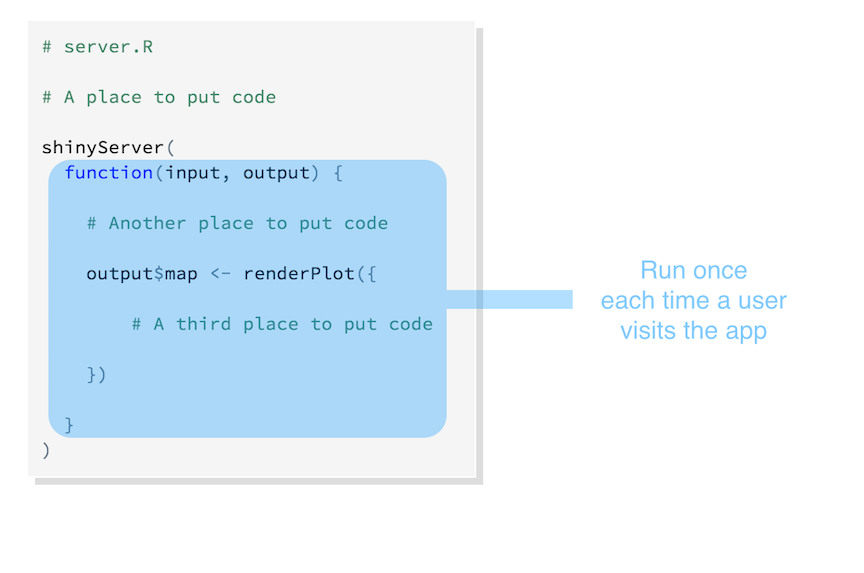 # server.R
# A place to put code
shinyServer(
function(input, output) {
# Another place to put code
output$map <- renderPlot({
# A third place to put code
})
}
)
Run once
each time a user
visits the app